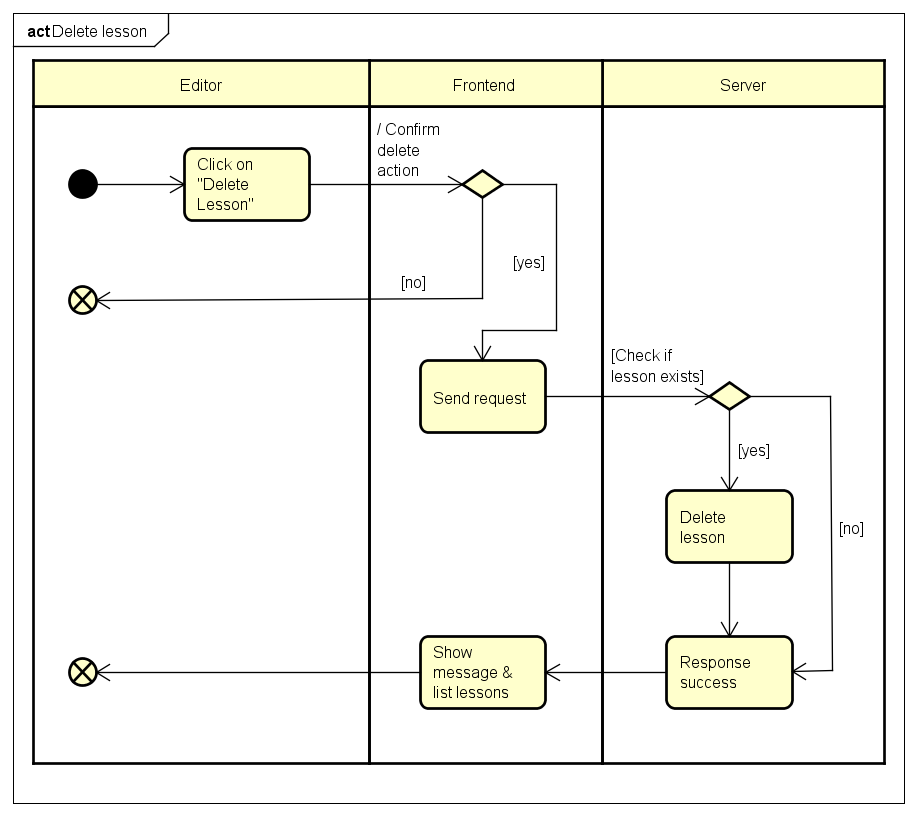 act Delete lesson
Editor
Frontend
Server
Click on
"Delete
Lesson"
/ Confirm
delete
action
[yes]
[no]
Send request
[Check if
lesson exists]
[yes]
[no]
Delete
lesson
Response
success
Show
message &
list lessons